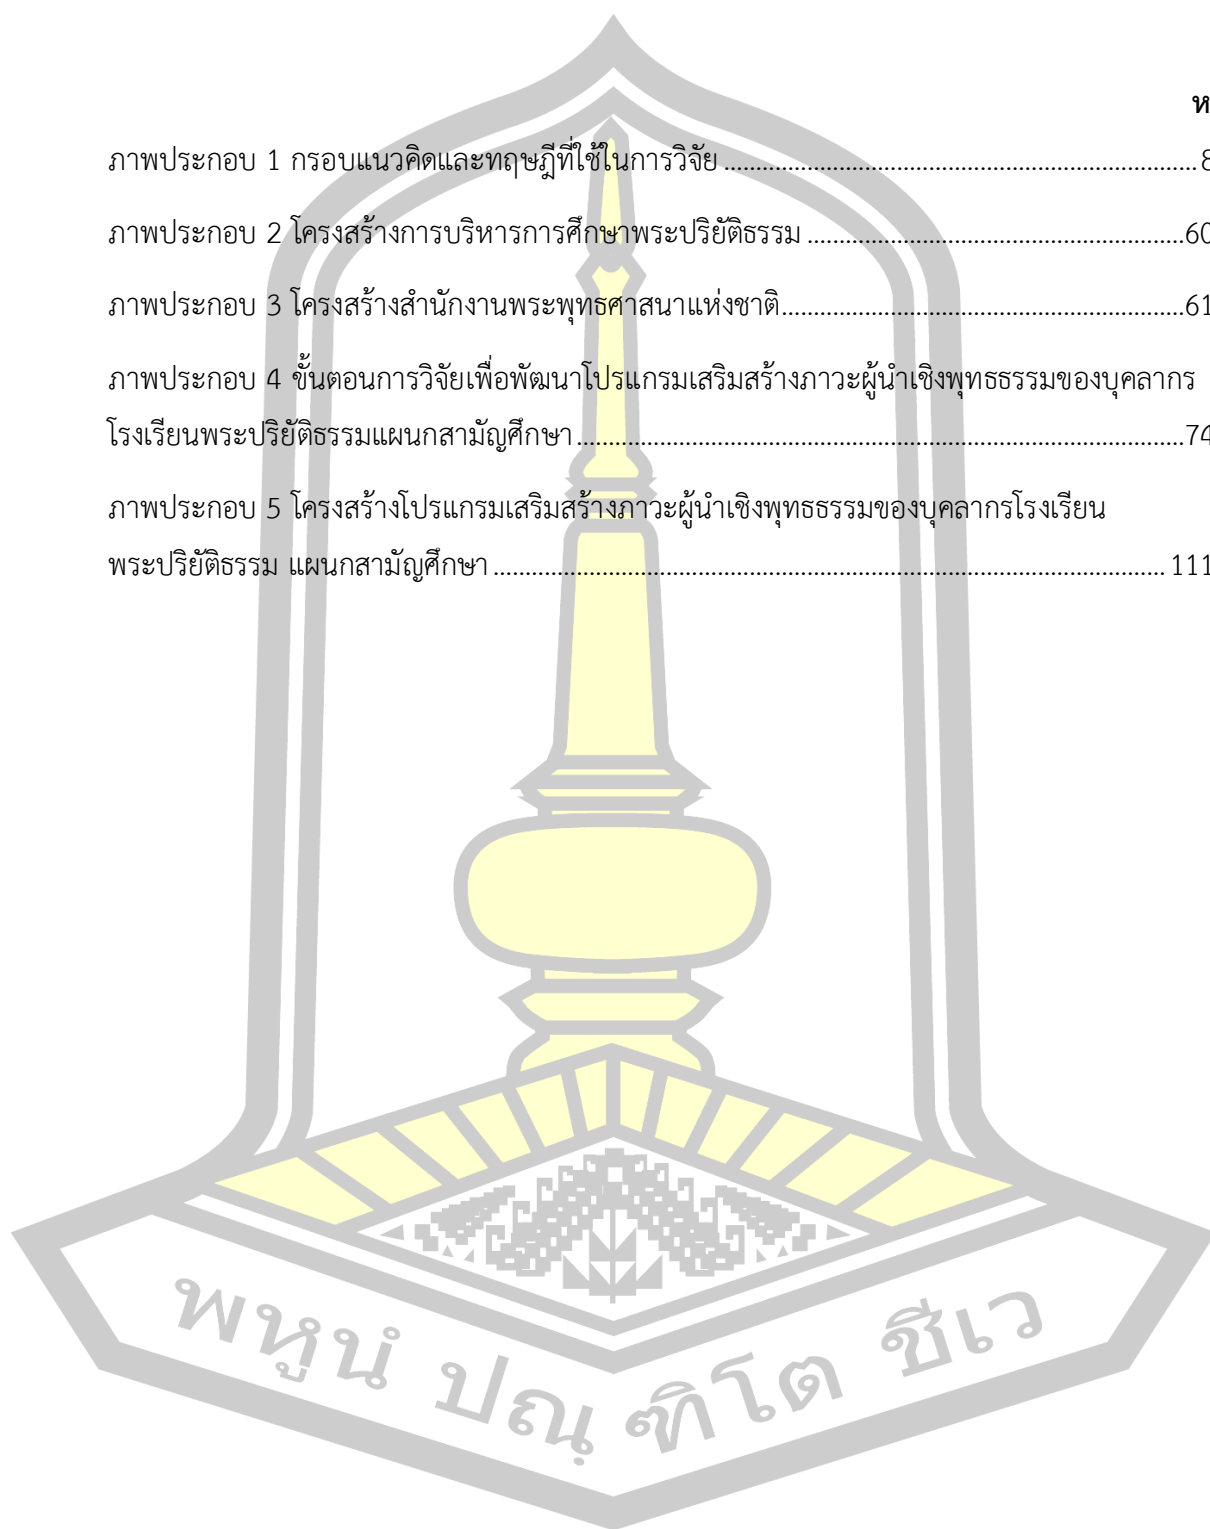 ห
ภาพประกอบ 1 กรอบแนวคิดและทฤษฎีที่ใช้ในการวิจัย ........................................................................ 8
ภาพประกอบ 2 โครงสร้างการบริหารการศึกษาพระปริยัติธรรม ........................................................60
ภาพประกอบ 3 โครงสร้างสำนักงานพระพุทธศาสนาแห่งชาติ............................................................61
ภาพประกอบ 4 ขั้นตอนการวิจัยเพื่อพัฒนาโปรแกรมเสริมสร้างภาวะผู้นำเชิงพุทธธรรมของบุคลากร
โรงเรียนพระปริยัติธรรมแผนกสามัญศึกษา............................................................................................74
ภาพประกอบ 5 โครงสร้างโปรแกรมเสริมสร้างภาวะผู้นำเชิงพุทธธรรมของบุคลากรโรงเรียน
พระปริยัติธรรม แผนกสามัญศึกษา ...................................................................................................... 111
พหูนํ ปณฺ ฑิโต ชีเว